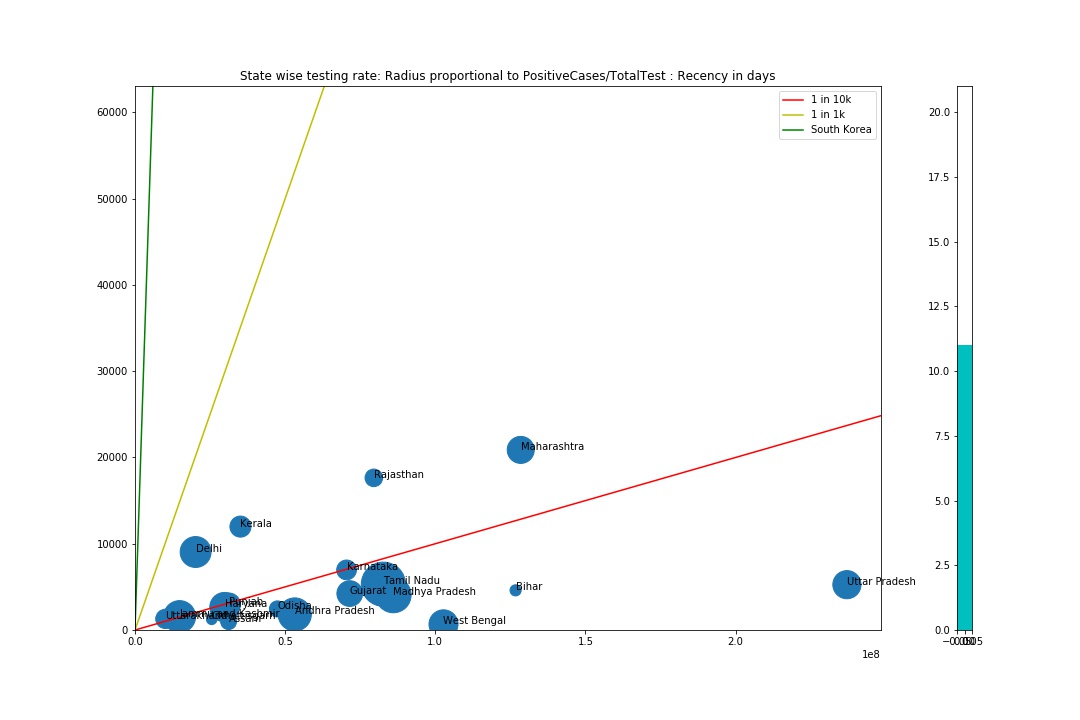 State wise testing rate: Radius proportional to PositiveCases/TotalTest : Recency in days
1 in 10k
1 in 1k
South Korea
60000
50000
40000
30000
20000
10000
0
20.0
17.5
15.0
12.5
10.0
7.5
5.0
2.5
0.0
Maharashtra
Rajasthan
Kerala
Delhi
Karnataka
Tamil Nadu
Gujarat
Madhya Pradesh
Bihar
Uttar Pradesh
Punjab
Haryana
Odisha
Andhra Pradesh
Assam
West Bengal
0.0
0.5
1.0
1.5
2.0
1e8